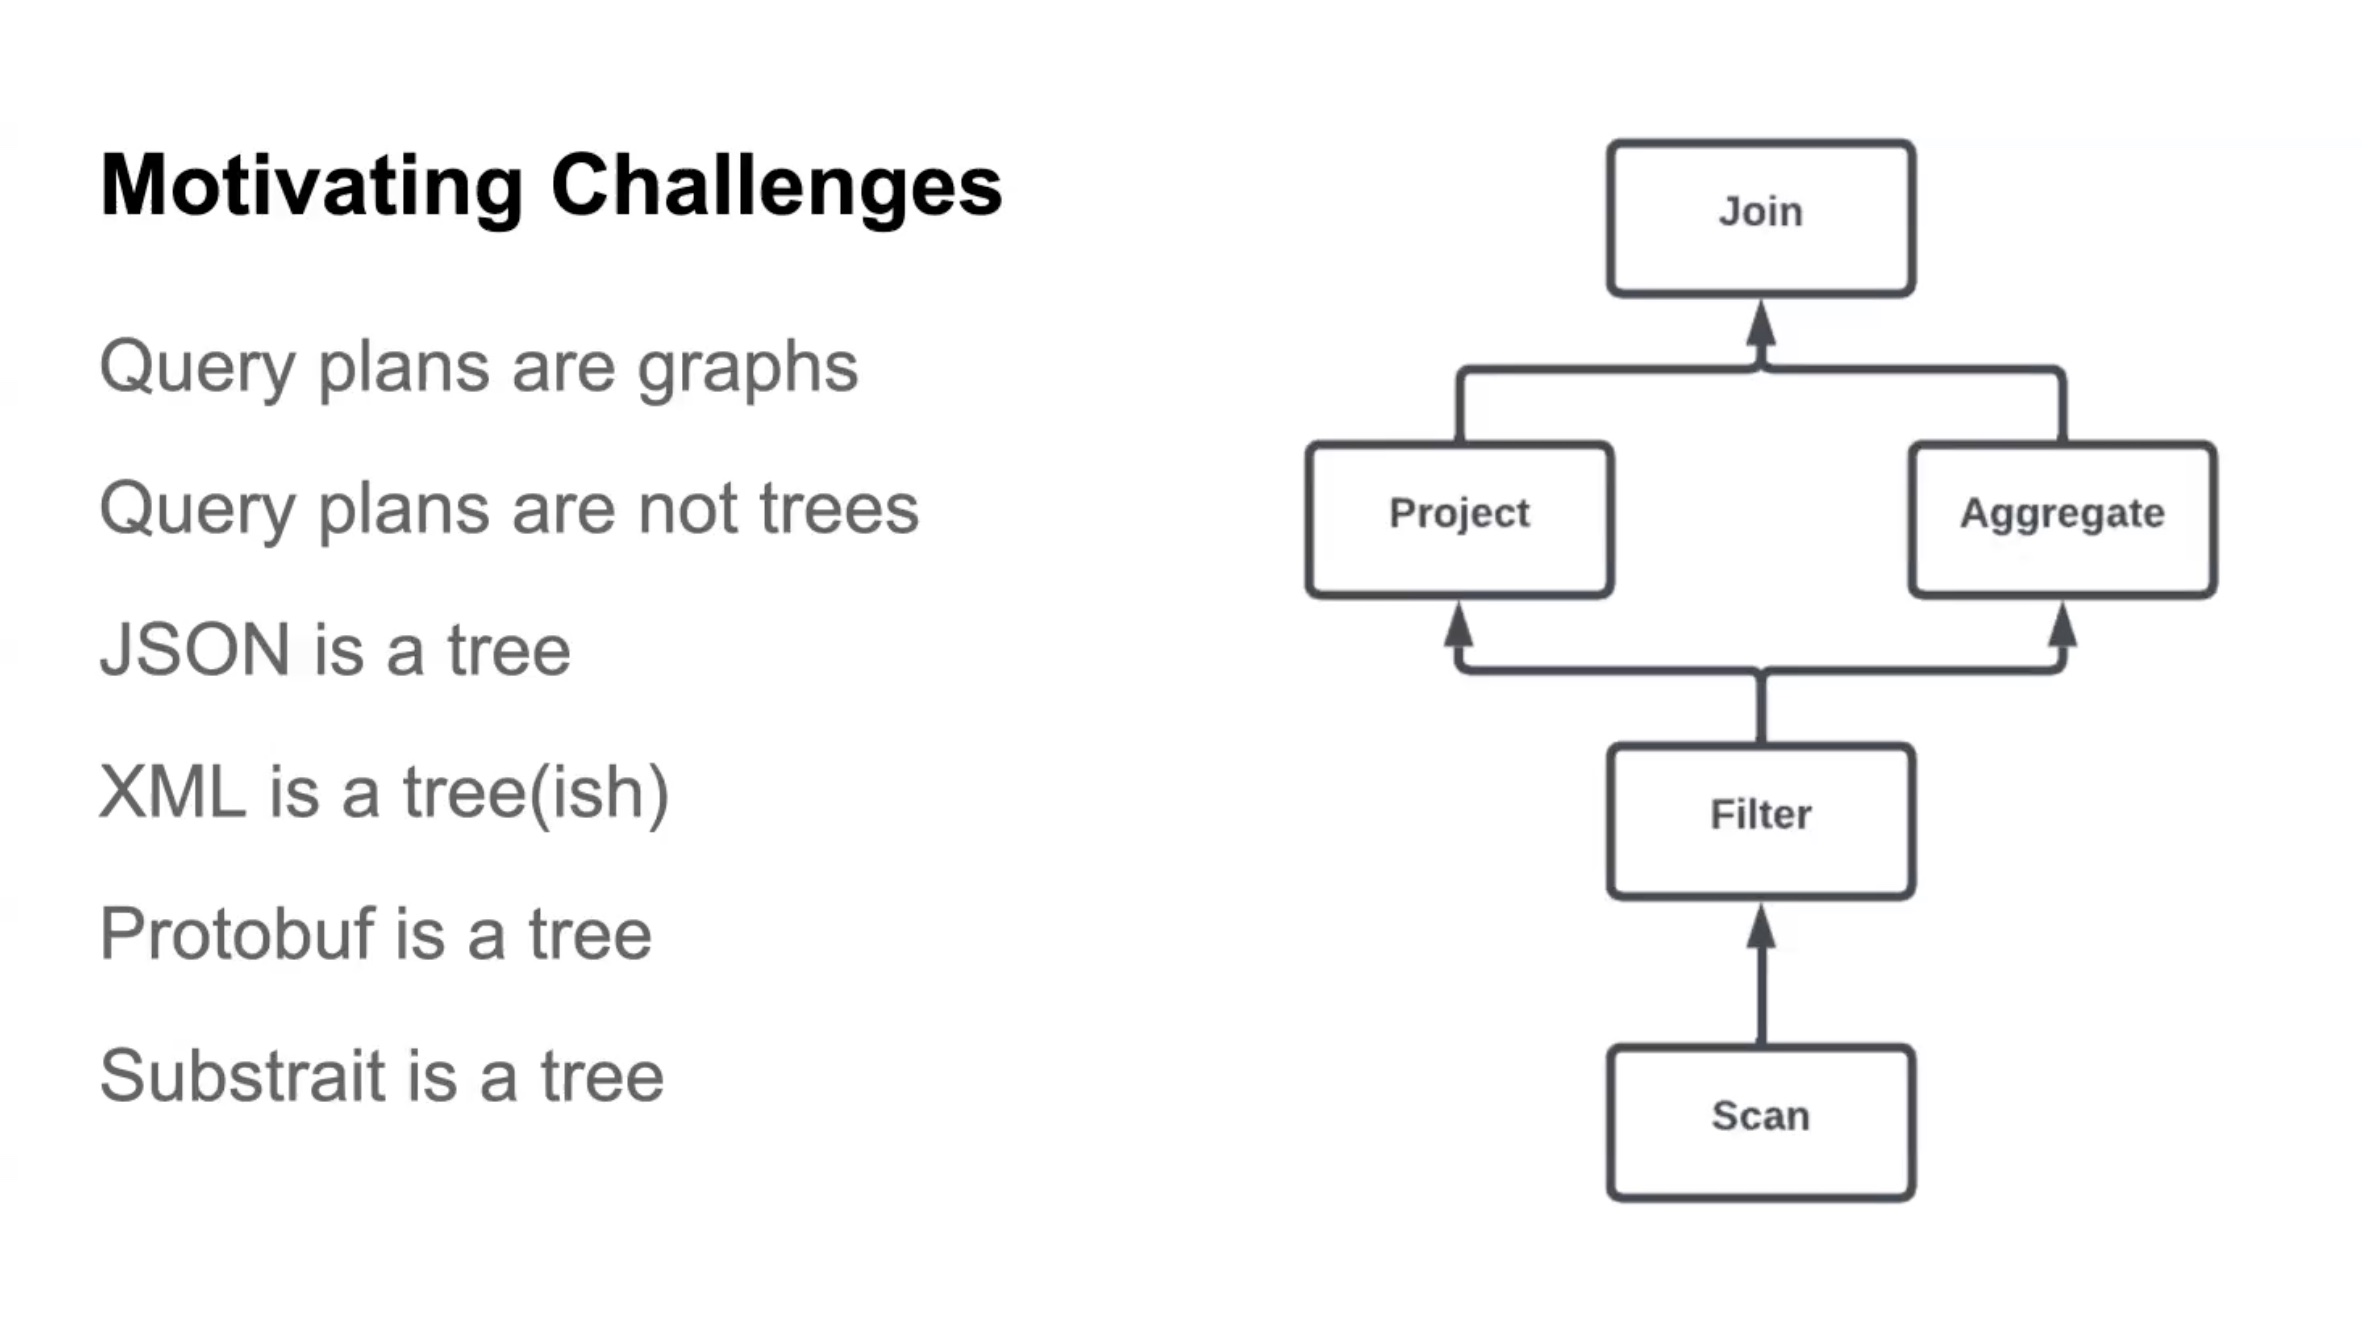 Motivating Challenges
Query plans are graphs
Query plans are not trees
JSON is a tree
XML is a tree(ish)
Protobuf is a tree
Substrait is a tree
Join
Project
Aggregate
Filter
Scan